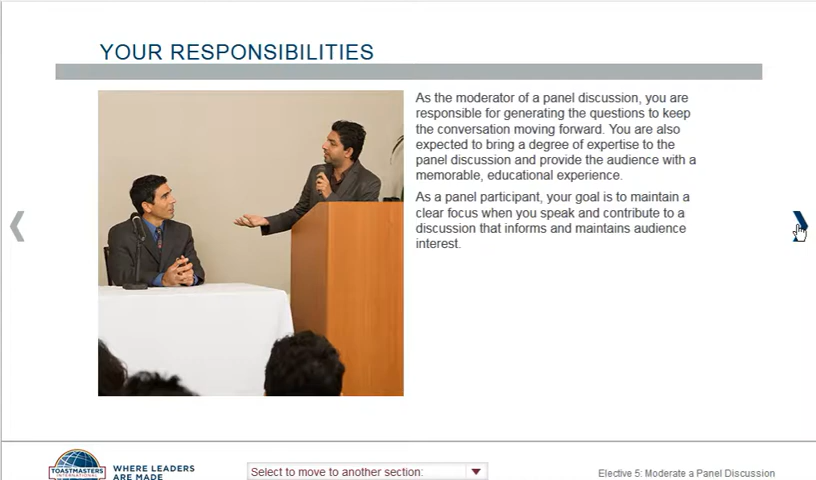 YOUR RESPONSIBILITIES
As the moderator of a panel discussion, you are
responsible for generating the questions to keep
the conversation moving forward. You are also
expected to bring a degree of expertise to the
panel discussion and provide the audience with a
memorable, educational experience.
As a panel participant, your goal is to maintain a
clear focus when you speak and contribute to a
discussion that informs and maintains audience
interest.
TOASTMASTERS
INTERNATIONAL
WHERE LEADERS
ARE MADE
Select to move to another section:
Elective 5: Moderate a Panel Discussion